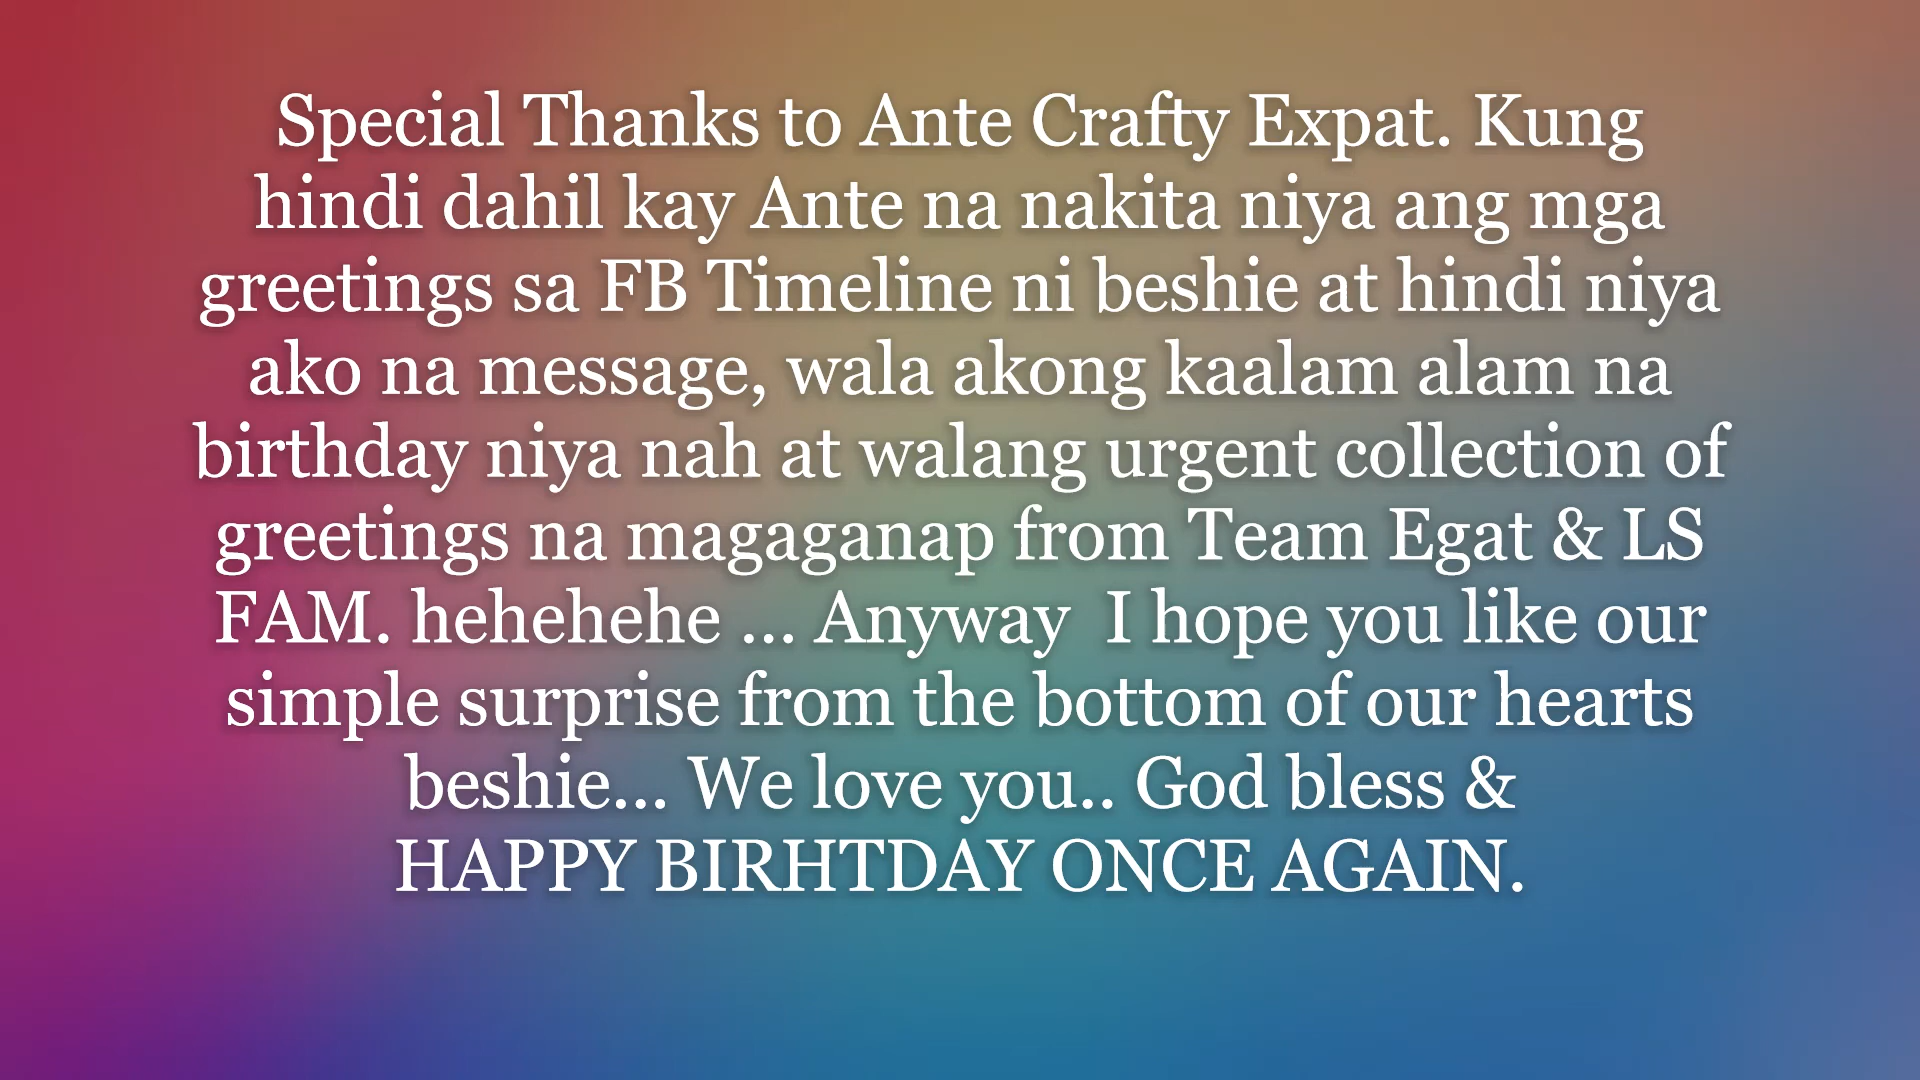 Special Thanks to Ante Crafty Expat. Kung
hindi dahil kay Ante na nakita niya ang mga
greetings sa FB Timeline ni beshie at hindi niya
ako na message, wala akong kaalam alam na
birthday niya nah at walang urgent collection of
greetings na magaganap from Team Egat & LS
FAM. hehehehe ... Anyway  I hope you like our
simple surprise from the bottom of our hearts
beshie... We love you.. God bless &
HAPPY BIRHTDAY ONCE AGAIN.